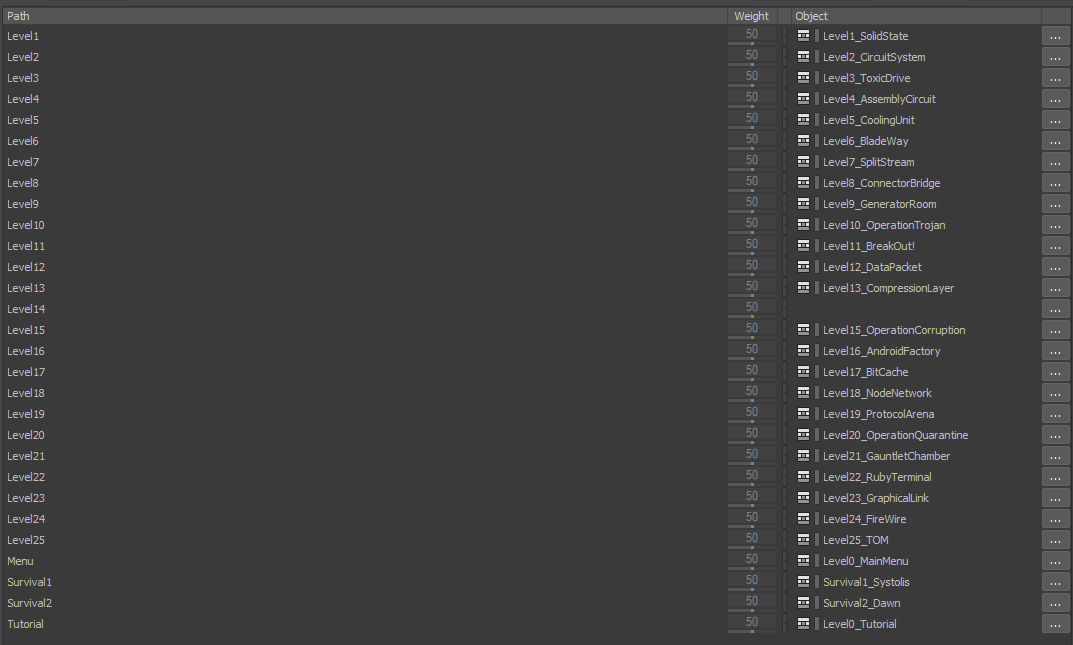 Path Weight Object
Level1 50 Level1_SolidState ...
Level2 50 Level2_CircuitSystem ...
Level3 50 Level3_ToxicDrive ...
Level4 50 Level4_AssemblyCircuit ...
Level5 50 Level5_CoolingUnit ...
Level6 50 Level6_BladeWay ...
Level7 50 Level7_SplitStream ...
Level8 50 Level8_ConnectorBridge ...
Level9 50 Level9_GeneratorRoom ...
Level10 50 Level10_OperationTrojan ...
Level11 50 Level11_BreakOut! ...
Level12 50 Level12_DataPacket ...
Level13 50 Level13_CompressionLayer ...
Level14 50 ...
Level15 50 Level15_OperationCorruption ...
Level16 50 Level16_AndroidFactory ...
Level17 50 Level17_BitCache ...
Level18 50 Level18_NodeNetwork ...
Level19 50 Level19_ProtocolArena ...
Level20 50 Level20_OperationQuarantine ...
Level21 50 Level21_GauntletChamber ...
Level22 50 Level22_RubyTerminal ...
Level23 50 Level23_GraphicalLink ...
Level24 50 Level24_FireWire ...
Level25 50 Level25_TOM ...
Menu 50 Level0_MainMenu ...
Survival1 50 Survival1_Systolis ...
Survival2 50 Survival2_Dawn ...
Tutorial 50 Level0_Tutorial ...